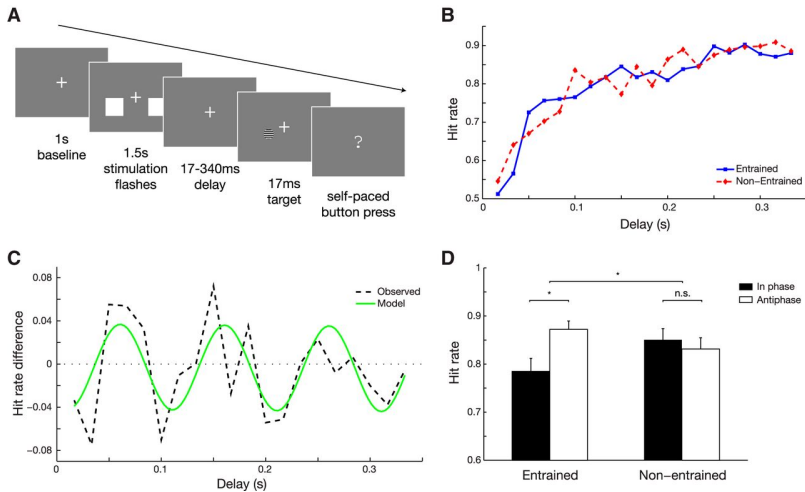 A
1s
baseline
1.5s
stimulation
flashes
17-340ms
delay
17ms
target
?
self-paced
button press
B
Hit rate
0.9
0.8
0.7
0.6
0.5
0.1
0.2
0.3
Delay (s)
Entrained
Non−Entrained
C
Hit rate difference
0.08
0.04
0
−0.04
−0.08
0
0.1
0.2
0.3
Delay (s)
Observed
Model
D
Hit rate
1
0.9
0.8
0.7
0.6
*
*
n.s.
In phase
Antiphase
Entrained
Non-entrained